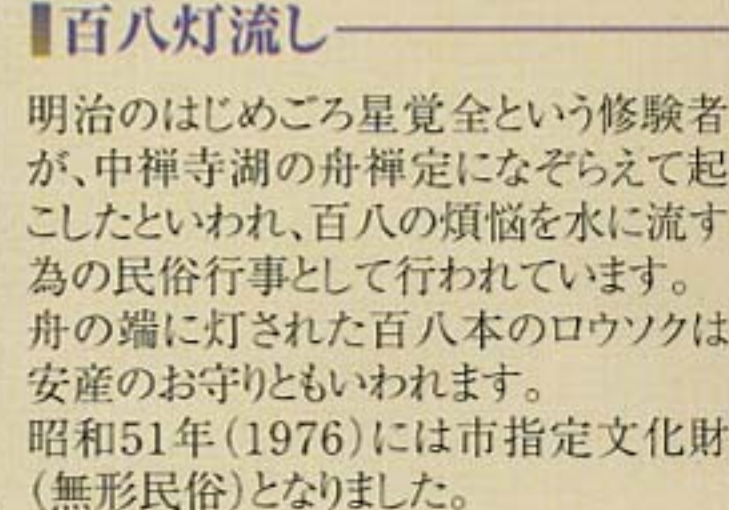 百八灯流し
明治のはじめごろ星覚全という修験者
が、中禅寺湖の舟禅定になぞらえて起
こしたといわれ、百八の煩悩を水に流す
為の民俗行事として行われています。
舟の端に灯された百八本のロウソクは
安産のお守りともいわれます。
昭和51年(1976)には市指定文化財
(無形民俗)となりました。